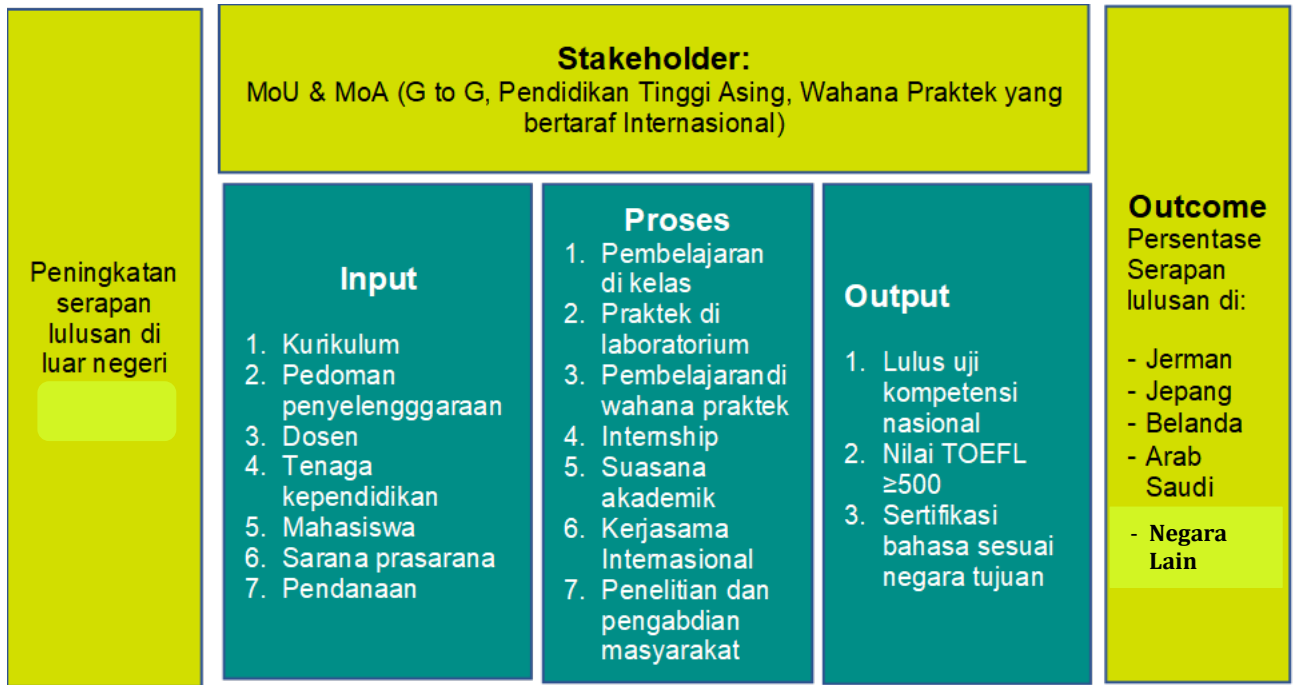 Peningkatan
serapan
lulusan di
luar negeri
Stakeholder:
MoU & MoA (G to G, Pendidikan Tinggi Asing, Wahana Praktek yang
bertaraf Internasional)
Input
1. Kurikulum
2. Pedoman
penyelengggaraan
3. Dosen
4. Tenaga
kependidikan
5. Mahasiswa
6. Sarana prasarana
7. Pendanaan
Proses
1. Pembelajaran
di kelas
2. Praktek di
laboratorium
3. Pembelajarandi
wahana praktek
4. Internship
5. Suasana
akademik
6. Kerjasama
Internasional
7. Penelitian dan
pengabdian
masyarakat
Output
1. Lulus uji
kompetensi
nasional
2. Nilai TOEFL
≥500
3. Sertifikasi
bahasa sesuai
negara tujuan
Outcome
Persentase
Serapan
lulusan di:
- Jerman
- Jepang
- Belanda
- Arab
Saudi
- Negara
Lain